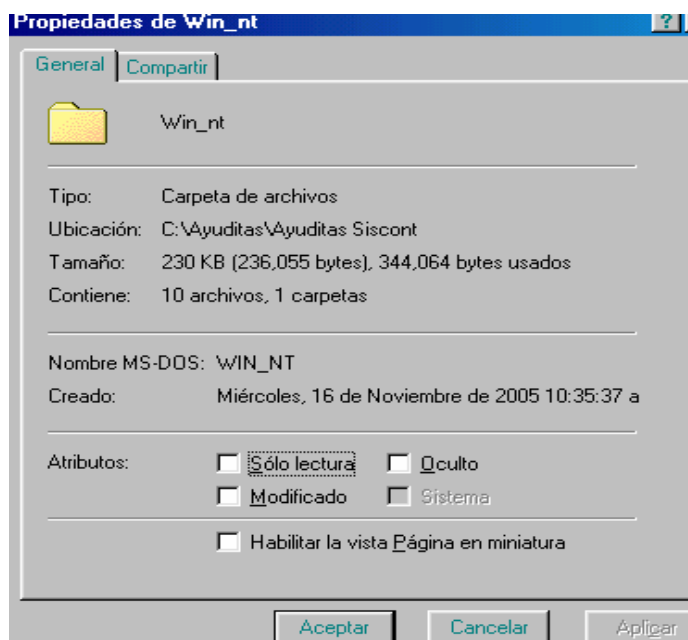 Propiedades de Win_nt ?
General Compartir
Win_nt
Tipo: Carpeta de archivos
Ubicación: C:\Ayuditas\Ayuditas Siscont
Tamaño: 230 KB (236,055 bytes), 344,064 bytes usados
Contiene: 10 archivos, 1 carpetas
Nombre MS-DOS: WIN_NT
Creado: Miércoles, 16 de Noviembre de 2005 10:35:37 a
Atributos: Sólo lectura Oculto
Modificado Sistema
Habilitar la vista Página en miniatura
Aceptar Cancelar Aplicar